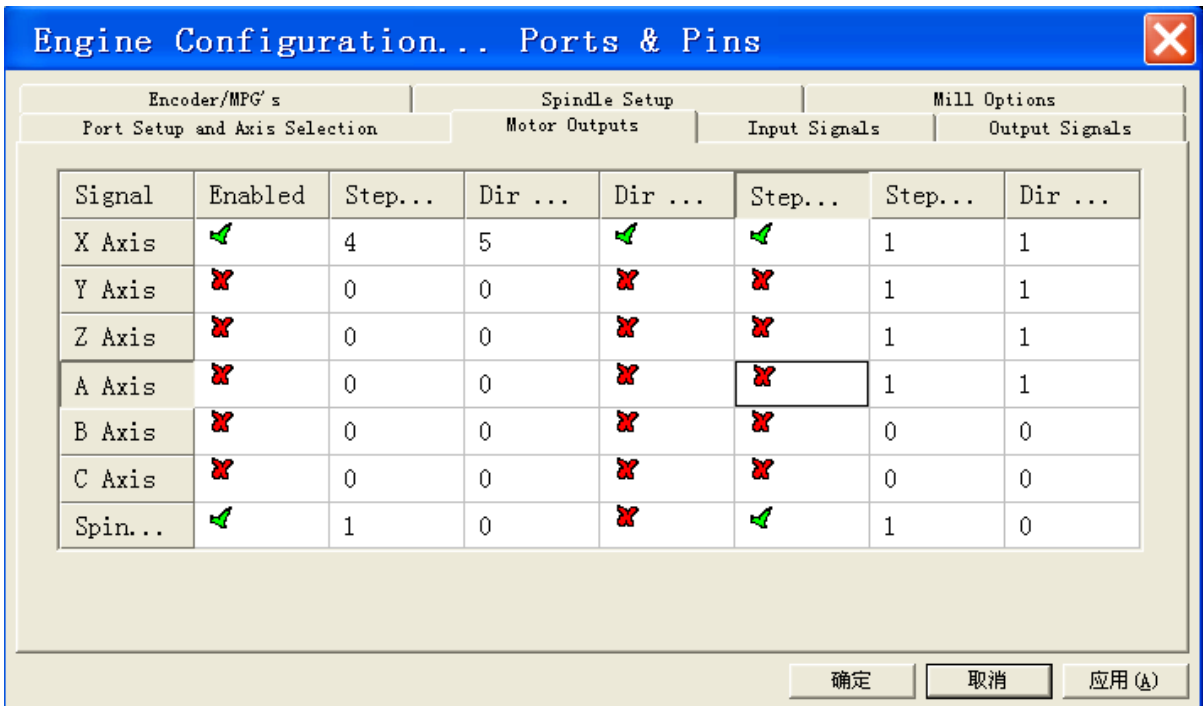 Engine Configuration... Ports & Pins
Encoder/MPG's Spindle Setup Mill Options
Port Setup and Axis Selection Motor Outputs Input Signals Output Signals
Signal Enabled Step... Dir ... Dir ... Step... Step... Dir ...
X Axis 4 5 1 1
Y Axis 0 0 1 1
Z Axis 0 0 1 1
A Axis 0 0 1 1
B Axis 0 0 0 0
C Axis 0 0 0 0
Spin... 1 0 1 0
确定 取消 应用(A)